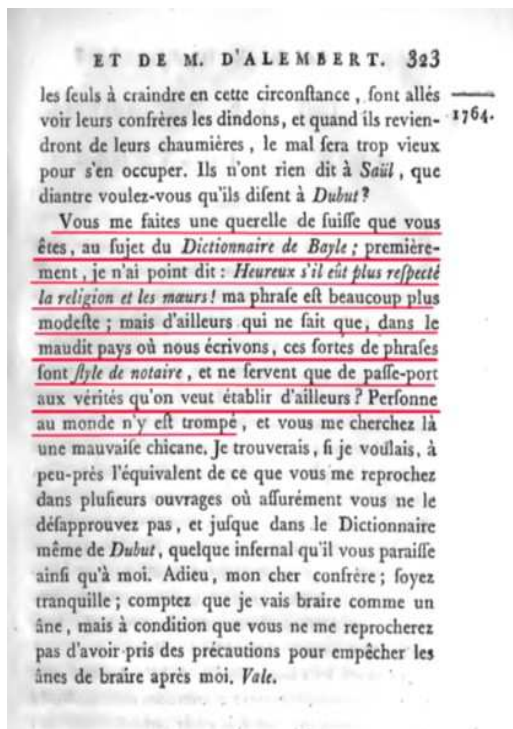 ET DE M. D'ALEMBERT. 323
les ſeuls à craindre en cette circonſtance, ſont allés
voir leurs confrères les dindons, et quand ils revien-
1764.
dront de leurs chaumières, le mal ſera trop vieux
pour s'en occuper. Ils n'ont rien dit à Saül, que
diantre voulez-vous qu'ils diſent à Dubut?
Vous me faites une querelle de ſuiſſe que vous
êtes, au ſujet du Dictionnaire de Bayle; première-
ment, je n'ai point dit: Heureux s'il eût plus reſpecté
la religion et les mœurs! ma phraſe eſt beaucoup plus
modeſte; mais d'ailleurs qui ne ſait que, dans le
maudit pays où nous écrivons, ces ſortes de phraſes
ſont ſtyle de notaire, et ne ſervent que de paſſe-port
aux vérités qu'on veut établir d'ailleurs? Perſonne
au monde n'y eſt trompé, et vous me cherchez là
une mauvaiſe chicane. Je trouverais, ſi je voulais, à
peu-près l'équivalent de ce que vous me reprochez
dans pluſieurs ouvrages où aſſurément vous ne le
déſapprouvez pas, et juſque dans le Dictionnaire
même de Dubut, quelque infernal qu'il vous paraiſſe
ainſi qu'à moi. Adieu, mon cher confrère; ſoyez
tranquille; comptez que je vais braire comme un
âne, mais à condition que vous ne me reprocherez
pas d'avoir pris des précautions pour empêcher les
ânes de braire après moi. Vale.